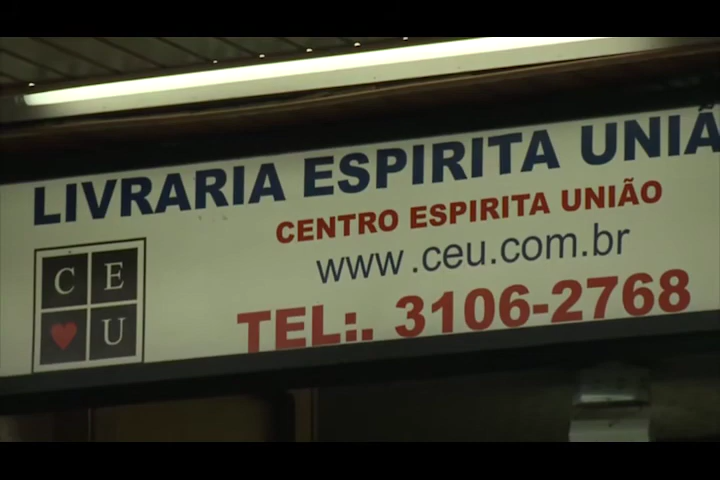 LIVRARIA ESPIRITA UNIÃ
CENTRO ESPIRITA UNIÃO
www.ceu.com.br
TEL:. 3106-2768
C E
U